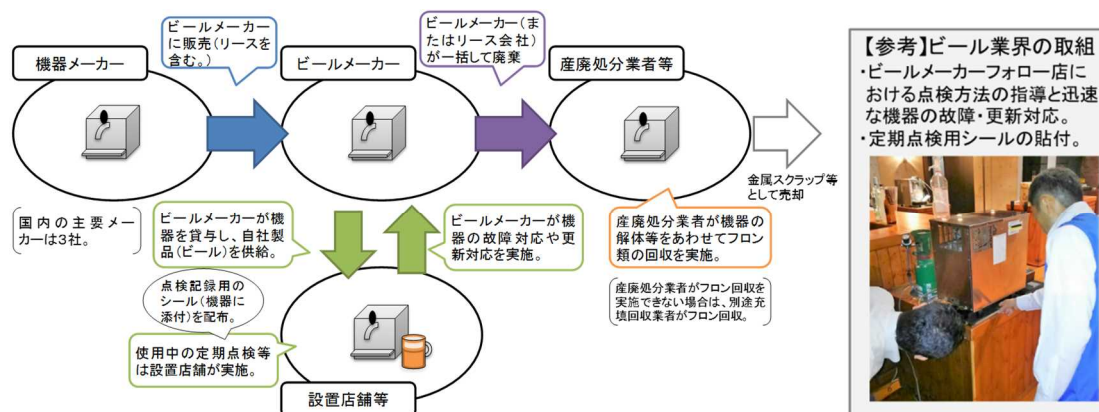 機器メーカー
ビールメーカー
に販売(リースを
含む。)
ビールメーカー
ビールメーカー(ま
たはリース会社)
が一括して廃棄
産廃処分業者等
金属スクラップ等
として売却
国内の主要メー
カーは3社。
ビールメーカーが機
器を貸与し、自社製
品(ビール)を供給。
ビールメーカーが機
器の故障対応や更
新対応を実施。
産廃処分業者が機器の
解体等をあわせてフロン
類の回収を実施。
産廃処分業者がフロン回収を
実施できない場合は、別途充
填回収業者がフロン回収。
点検記録用の
シール(機器に
添付)を配布。
使用中の定期点検等
は設置店舗が実施。
設置店舗等
【参考】ビール業界の取組
・ビールメーカーフォロー店に
おける点検方法の指導と迅速
な機器の故障・更新対応。
・定期点検用シールの貼付。